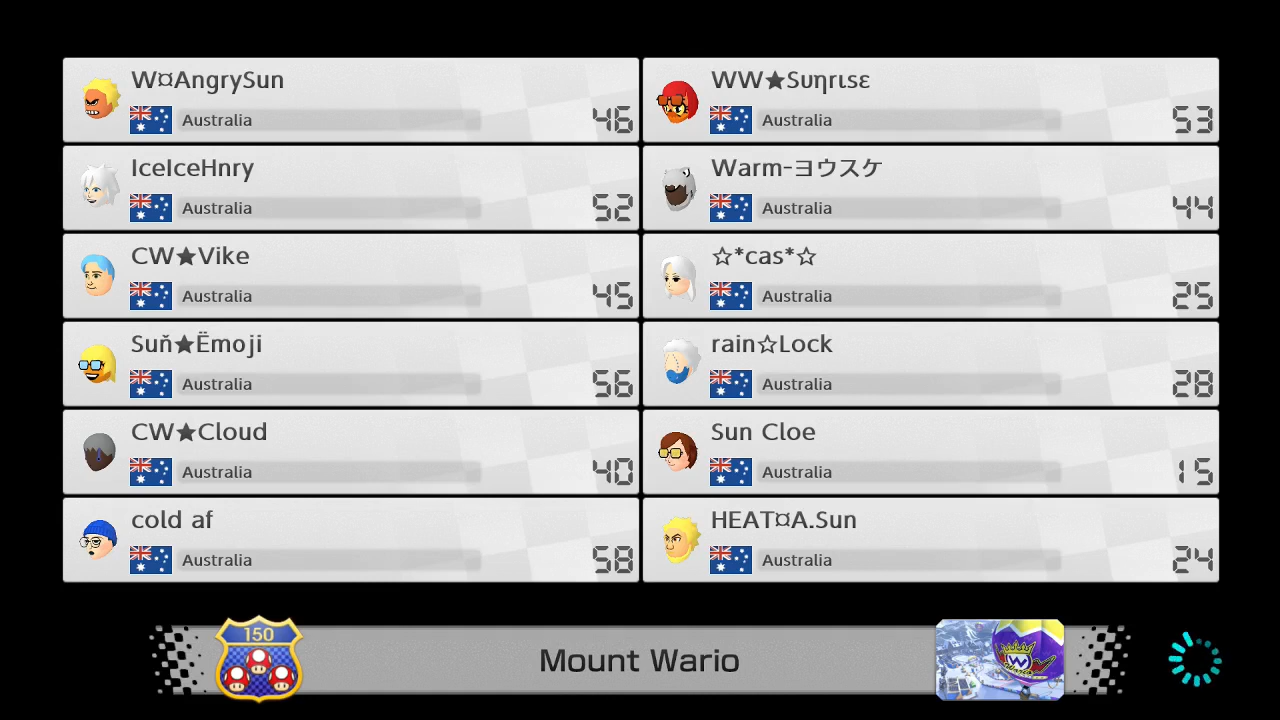 W¤AngrySun
Australia
46
WW★Suηrιsε
Australia
53
IceIceHnry
Australia
52
Warm-ヨウスケ
Australia
44
CW★Vike
Australia
45
☆*cas*☆
Australia
25
Suň★Ëmoji
Australia
56
rain☆Lock
Australia
28
CW★Cloud
Australia
40
Sun Cloe
Australia
15
cold af
Australia
58
HEAT¤A.Sun
Australia
24
150
Mount Wario
W